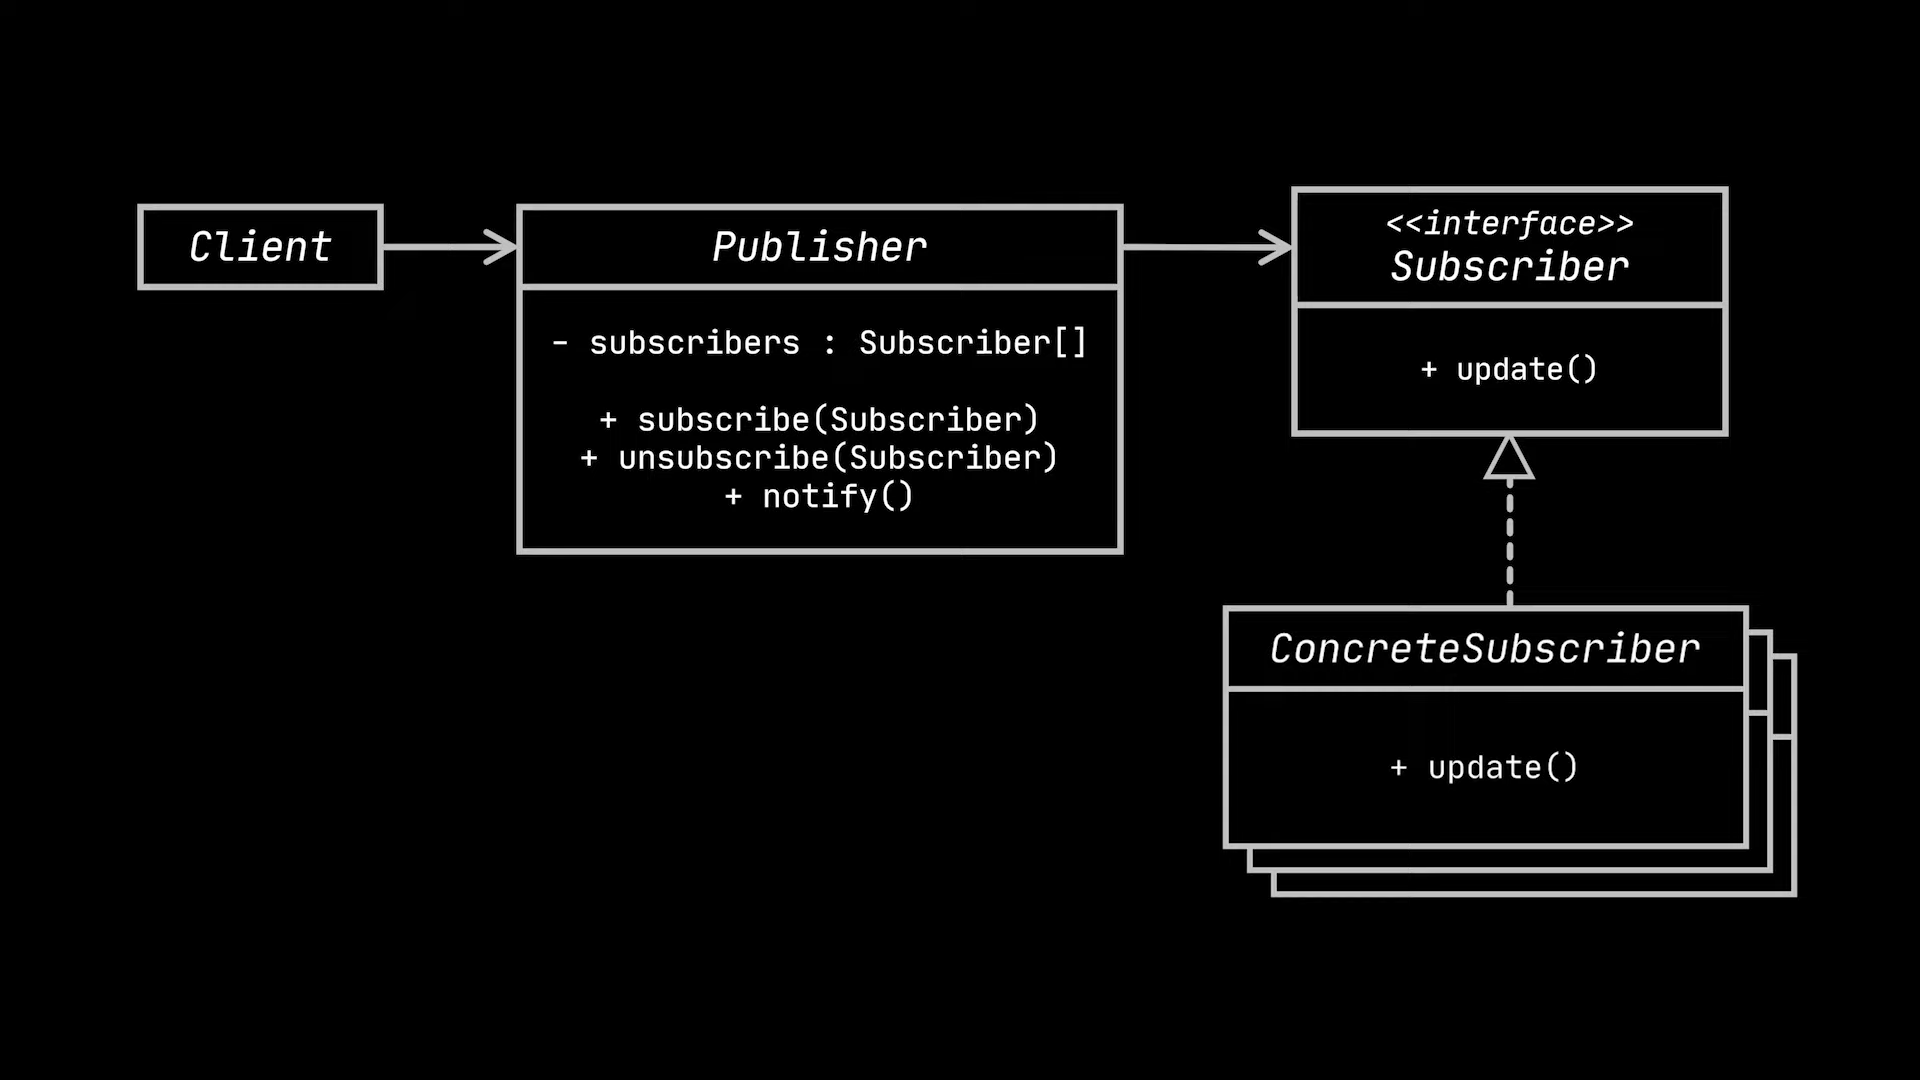 Client
Publisher
- subscribers : Subscriber[]
+ subscribe(Subscriber)
+ unsubscribe(Subscriber)
+ notify()
<<interface>>
Subscriber
+ update()
ConcreteSubscriber
+ update()